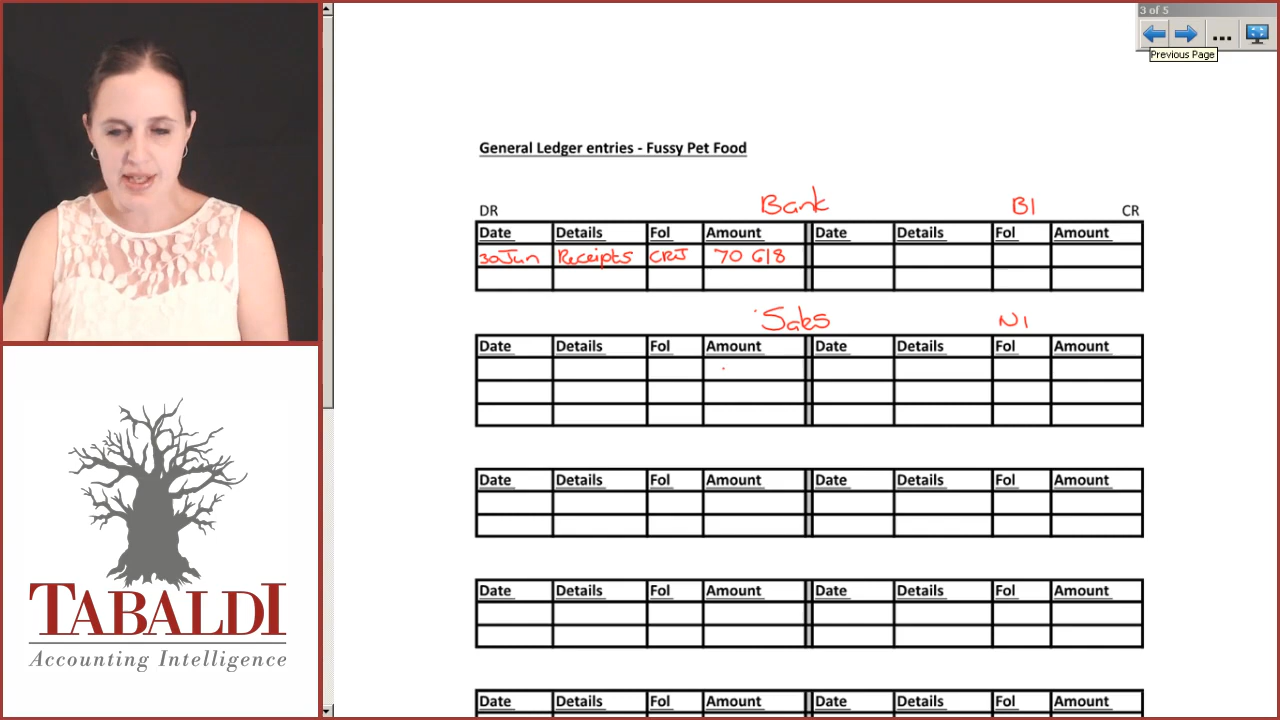 3 of 5
...
Previous Page
General Ledger entries - Fussy Pet Food
DR Bank B1 CR
Date Details Fol Amount Date Details Fol Amount
30 Jun Receipts CRJ 70 618
Sales N1
Date Details Fol Amount Date Details Fol Amount
Date Details Fol Amount Date Details Fol Amount
Date Details Fol Amount Date Details Fol Amount
Date Details Fol Amount Date Details Fol Amount
TABALDI
Accounting Intelligence